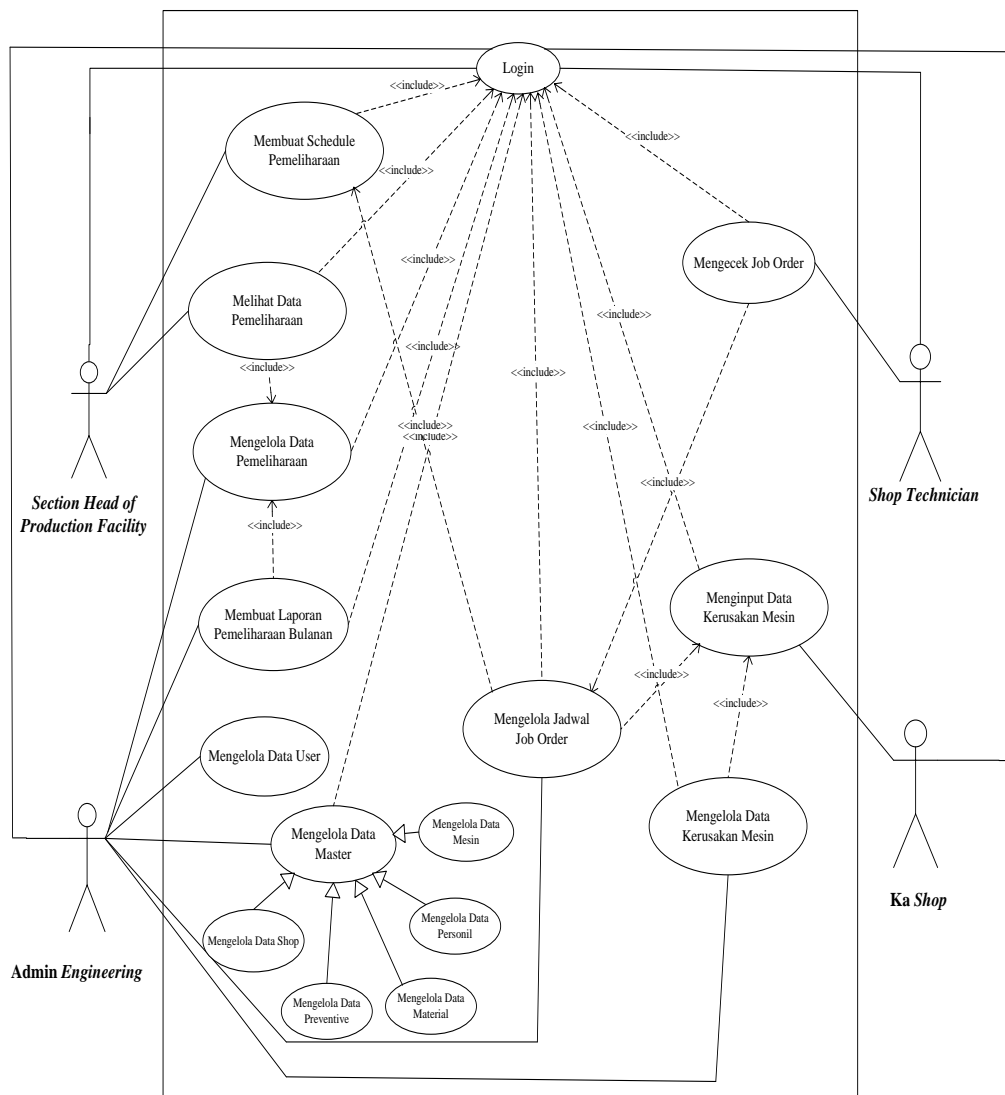 Login
<<include>>
Membuat Schedule
Pemeliharaan
<<include>>
<<include>>
Mengecek Job Order
<<include>>
Melihat Data
Pemeliharaan
<<include>>
<<include>>
<<include>>
<<include>>
<<include>>
Mengelola Data
Pemeliharaan
<<include>>
<<include>>
<<include>>
<<include>>
Section Head of
Production Facility
Shop Technician
<<include>>
Menginput Data
Kerusakan Mesin
Membuat Laporan
Pemeliharaan Bulanan
<<include>>
<<include>>
Mengelola Jadwal
Job Order
Mengelola Data User
Mengelola Data
Kerusakan Mesin
Mengelola Data
Master
Mengelola Data
Mesin
Ka Shop
Mengelola Data
Personil
Mengelola Data Shop
Admin Engineering
Mengelola Data
Preventive
Mengelola Data
Material